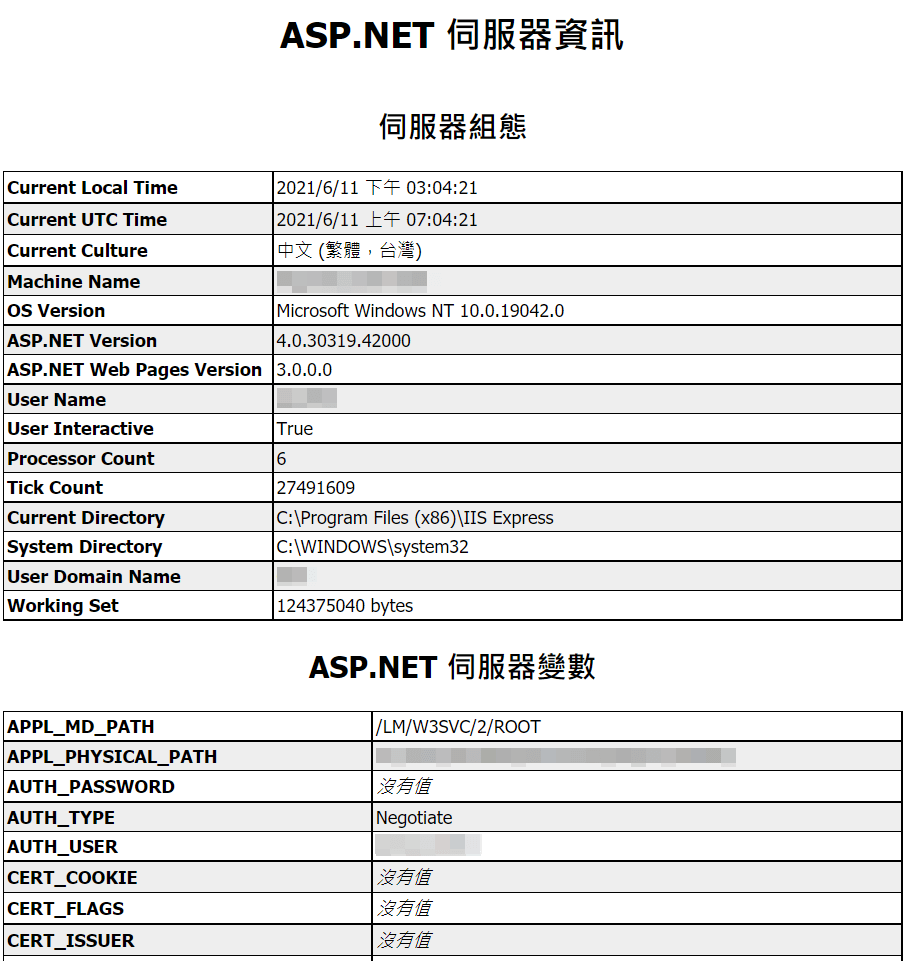 ASP.NET 伺服器資訊
伺服器組態
Current Local Time 2021/6/11 下午 03:04:21
Current UTC Time 2021/6/11 上午 07:04:21
Current Culture 中文 (繁體，台灣)
Machine Name
OS Version Microsoft Windows NT 10.0.19042.0
ASP.NET Version 4.0.30319.42000
ASP.NET Web Pages Version 3.0.0.0
User Name
User Interactive True
Processor Count 6
Tick Count 27491609
Current Directory C:\Program Files (x86)\IIS Express
System Directory C:\WINDOWS\system32
User Domain Name
Working Set 124375040 bytes
ASP.NET 伺服器變數
APPL_MD_PATH /LM/W3SVC/2/ROOT
APPL_PHYSICAL_PATH
AUTH_PASSWORD 沒有值
AUTH_TYPE Negotiate
AUTH_USER
CERT_COOKIE 沒有值
CERT_FLAGS 沒有值
CERT_ISSUER 沒有值